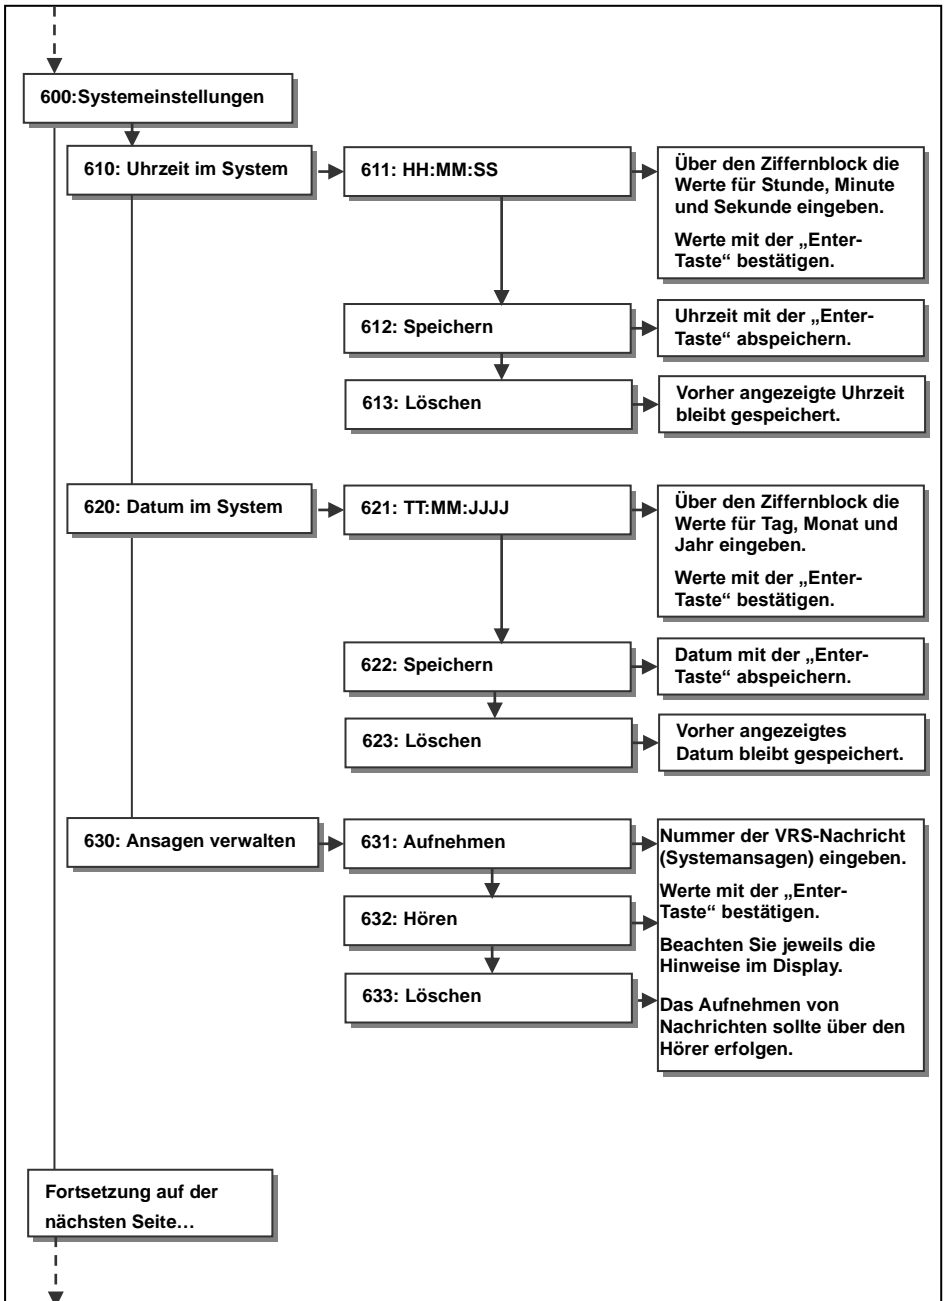 600:Systemeinstellungen
610: Uhrzeit im System
611: HH:MM:SS
Über den Ziffernblock die
Werte für Stunde, Minute
und Sekunde eingeben.
Werte mit der „Enter-
Taste“ bestätigen.
612: Speichern
Uhrzeit mit der „Enter-
Taste“ abspeichern.
613: Löschen
Vorher angezeigte Uhrzeit
bleibt gespeichert.
620: Datum im System
621: TT:MM:JJJJ
Über den Ziffernblock die
Werte für Tag, Monat und
Jahr eingeben.
Werte mit der „Enter-
Taste“ bestätigen.
622: Speichern
Datum mit der „Enter-
Taste“ abspeichern.
623: Löschen
Vorher angezeigtes
Datum bleibt gespeichert.
630: Ansagen verwalten
631: Aufnehmen
632: Hören
633: Löschen
Nummer der VRS-Nachricht
(Systemansagen) eingeben.
Werte mit der „Enter-
Taste“ bestätigen.
Beachten Sie jeweils die
Hinweise im Display.
Das Aufnehmen von
Nachrichten sollte über den
Hörer erfolgen.
Fortsetzung auf der
nächsten Seite…